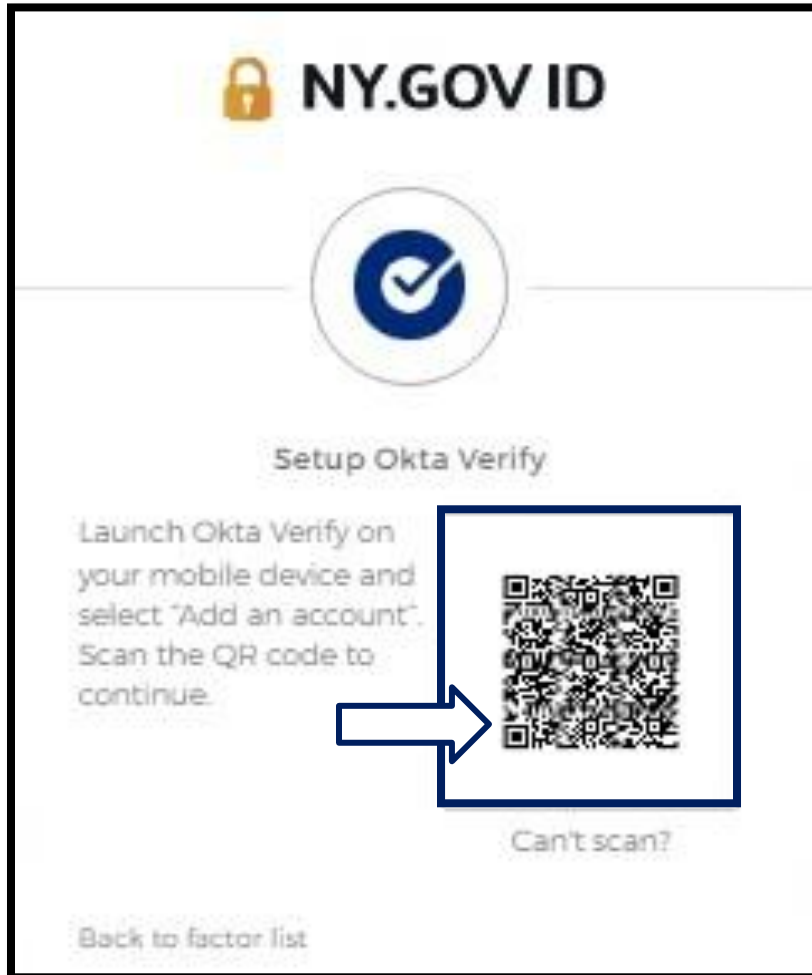 NY.GOV ID
Setup Okta Verify
Launch Okta Verify on
your mobile device and
select "Add an account".
Scan the QR code to
continue.
Can't scan?
Back to factor list